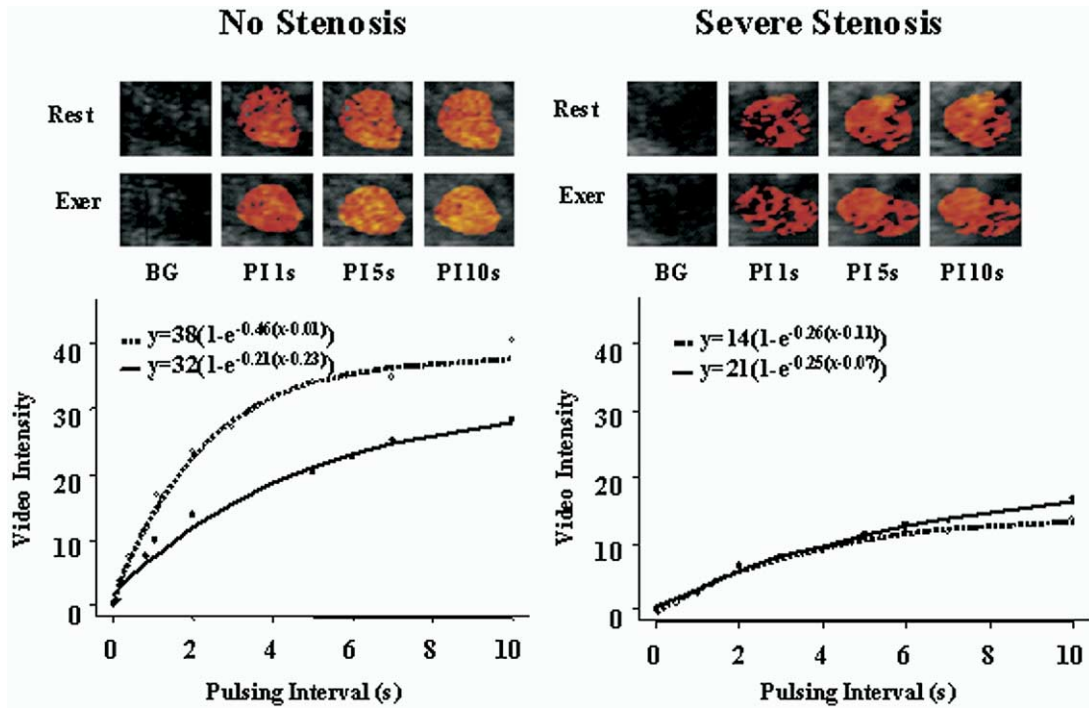 No Stenosis
Severe Stenosis
Rest
Exer
BG PI 1s PI 5s PI 10s
Rest
Exer
BG PI 1s PI 5s PI10s
y=38(1-e^-0.46(x-0.01))
y=32(1-e^-0.21(x-0.23))
40
30
20
10
0
Video Intensity
0 2 4 6 8 10
Pulsing Interval (s)
y=14(1-e^-0.26(x-0.11))
y=21(1-e^-0.25(x-0.07))
40
30
20
10
0
Video Intensity
0 2 4 6 8 10
Pulsing Interval (s)